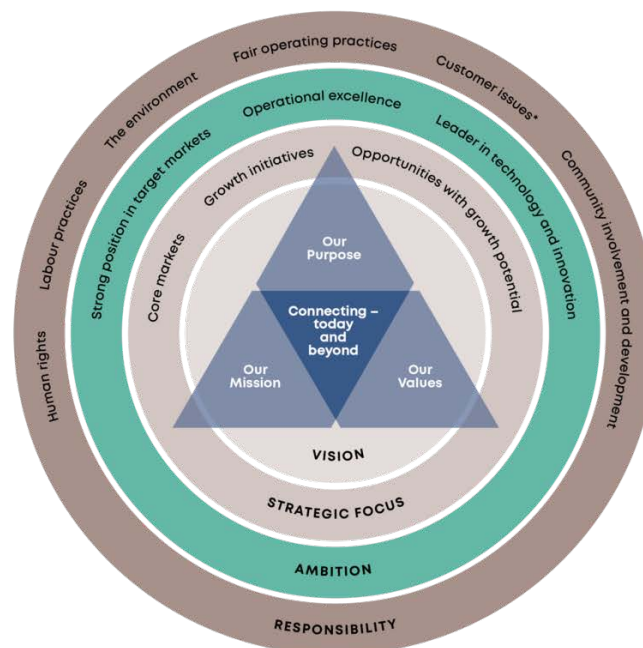 Human rights
Labour practices
The environment
Fair operating practices
Customer issues*
Community involvement and development
Strong position in target markets
Operational excellence
Leader in technology and innovation
Core markets
Growth initiatives
Opportunities with growth potential
Our
Purpose
Connecting –
today
and
beyond
Our
Mission
Our
Values
VISION
STRATEGIC FOCUS
AMBITION
RESPONSIBILITY